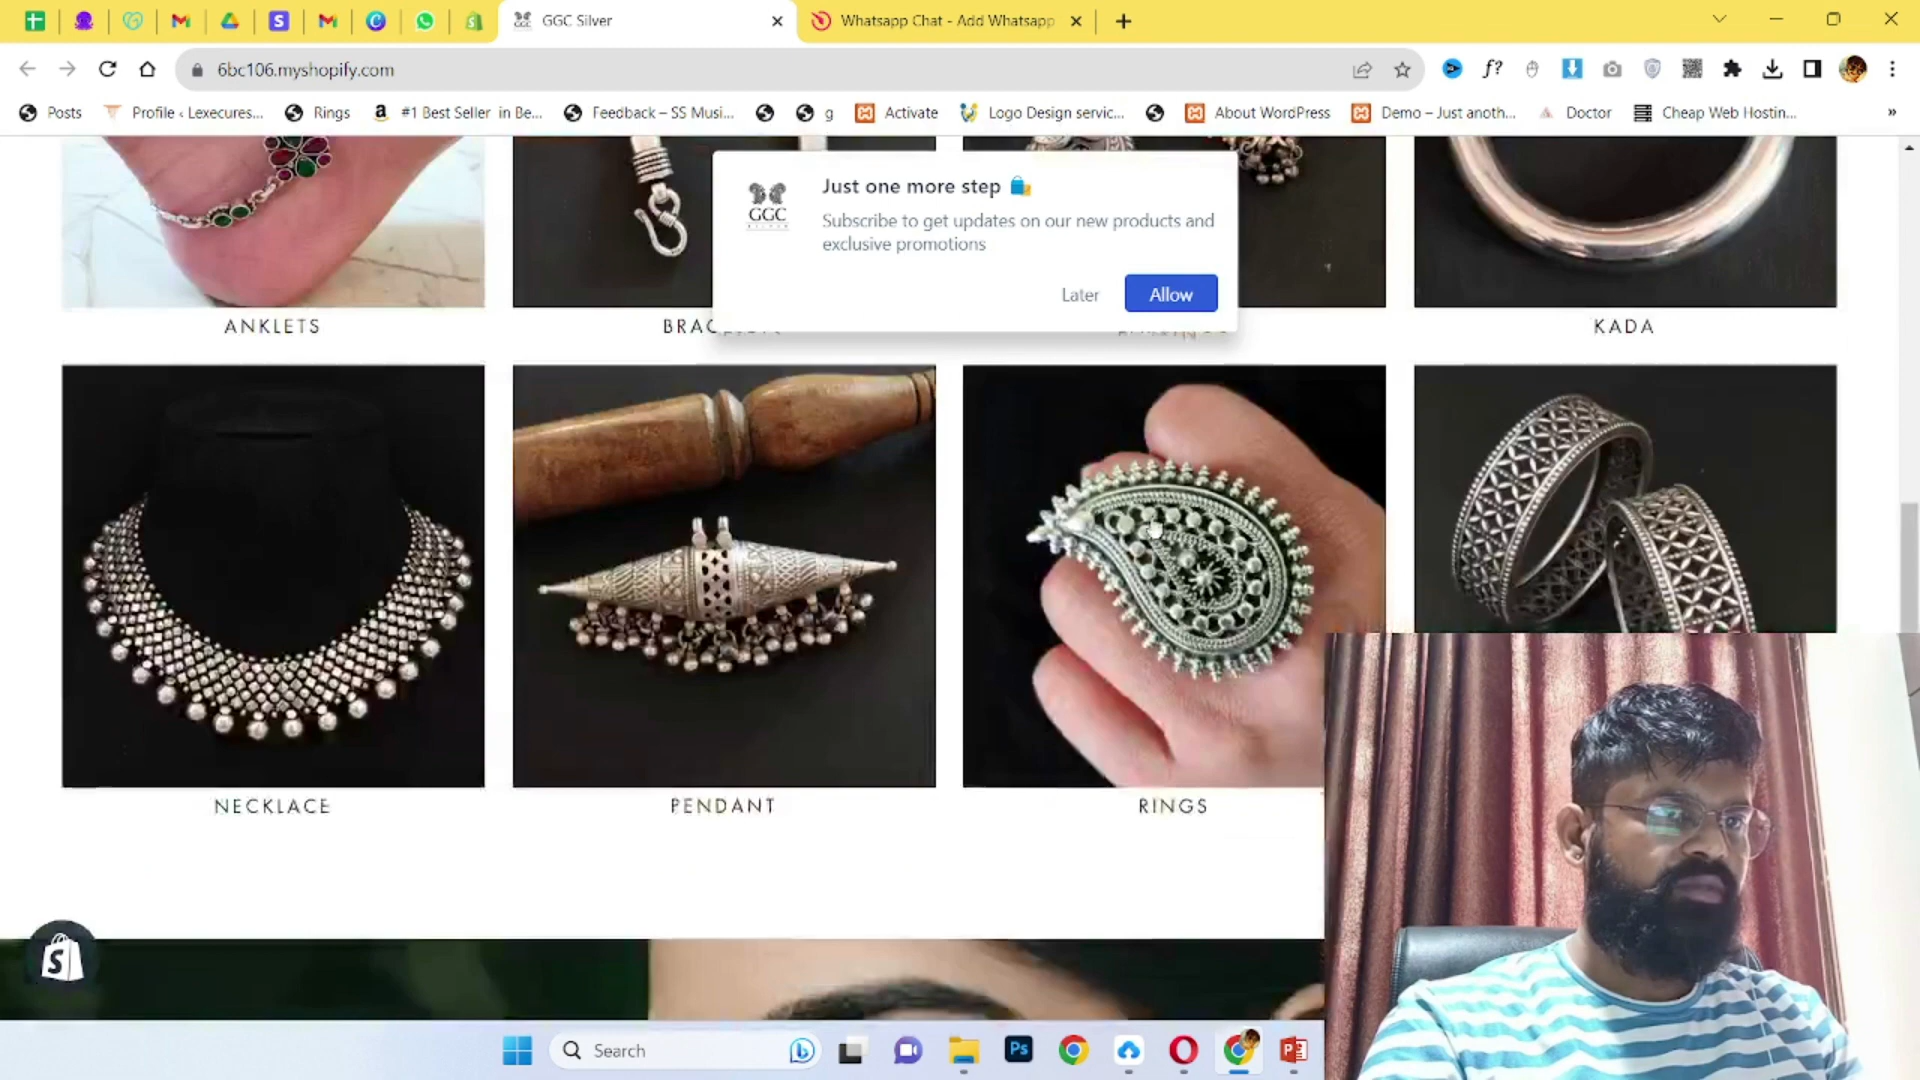 GGC Silver
Whatsapp Chat - Add Whatsapp
6bc106.myshopify.com
f?
Posts
Profile ‹ Lexecures...
Rings
#1 Best Seller in Be...
Feedback – SS Musi...
g
Activate
Logo Design servic...
About WordPress
Demo – Just anoth...
Doctor
Cheap Web Hostin...
»
Just one more step
GGC
SILVER
Subscribe to get updates on our new products and
exclusive promotions
Later
Allow
ANKLETS
KADA
NECKLACE
PENDANT
RINGS
Search
Ps